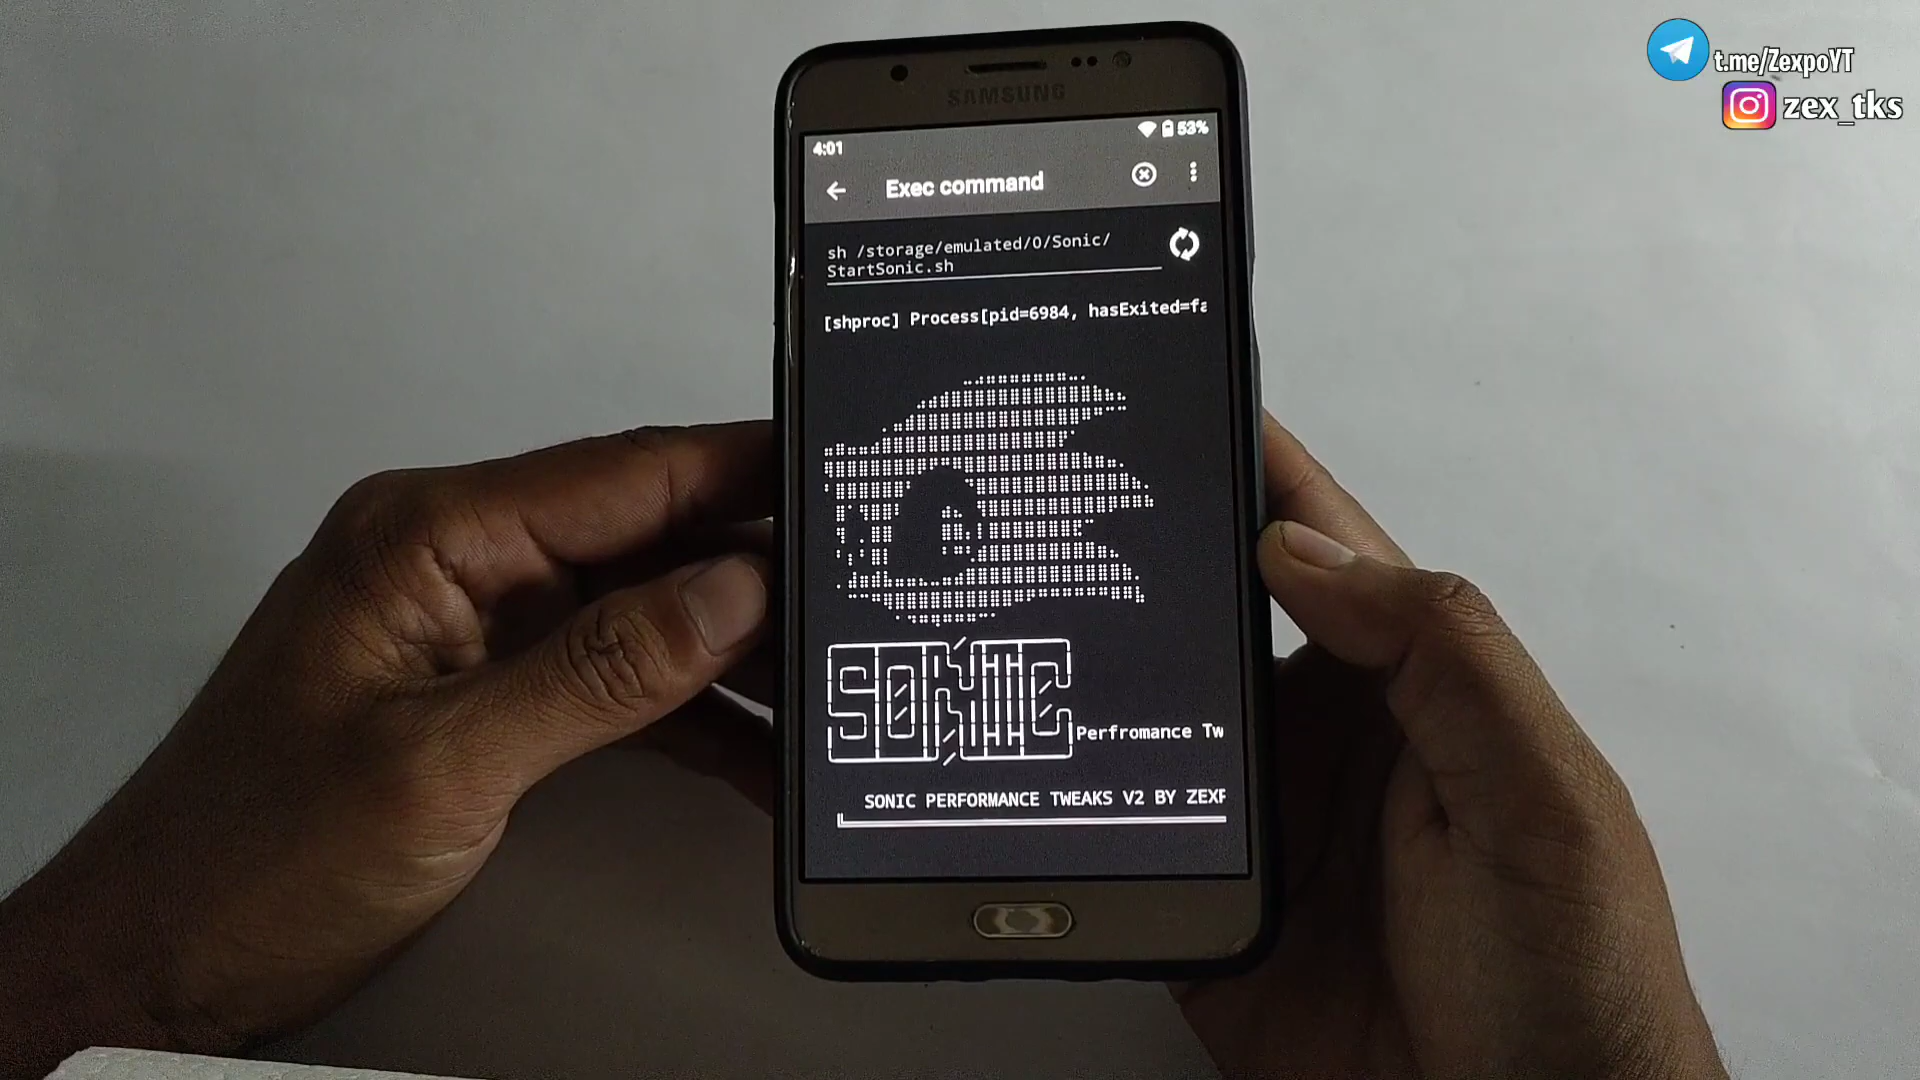 t.me/ZexpoYT
zex_tks
SAMSUNG
4:01
53%
Exec command
sh /storage/emulated/0/Sonic/
StartSonic.sh
[shproc] Process[pid=6984, hasExited=fa
SONIC
Perfromance Tw
SONIC PERFORMANCE TWEAKS V2 BY ZEXP